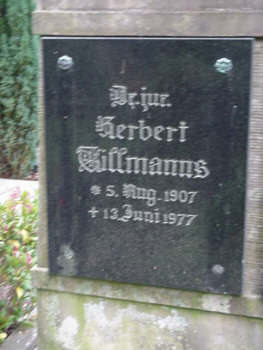 Dr. jur.
Herbert
Tillmanns
* 5. Aug. 1907
+ 13. Juni 1977